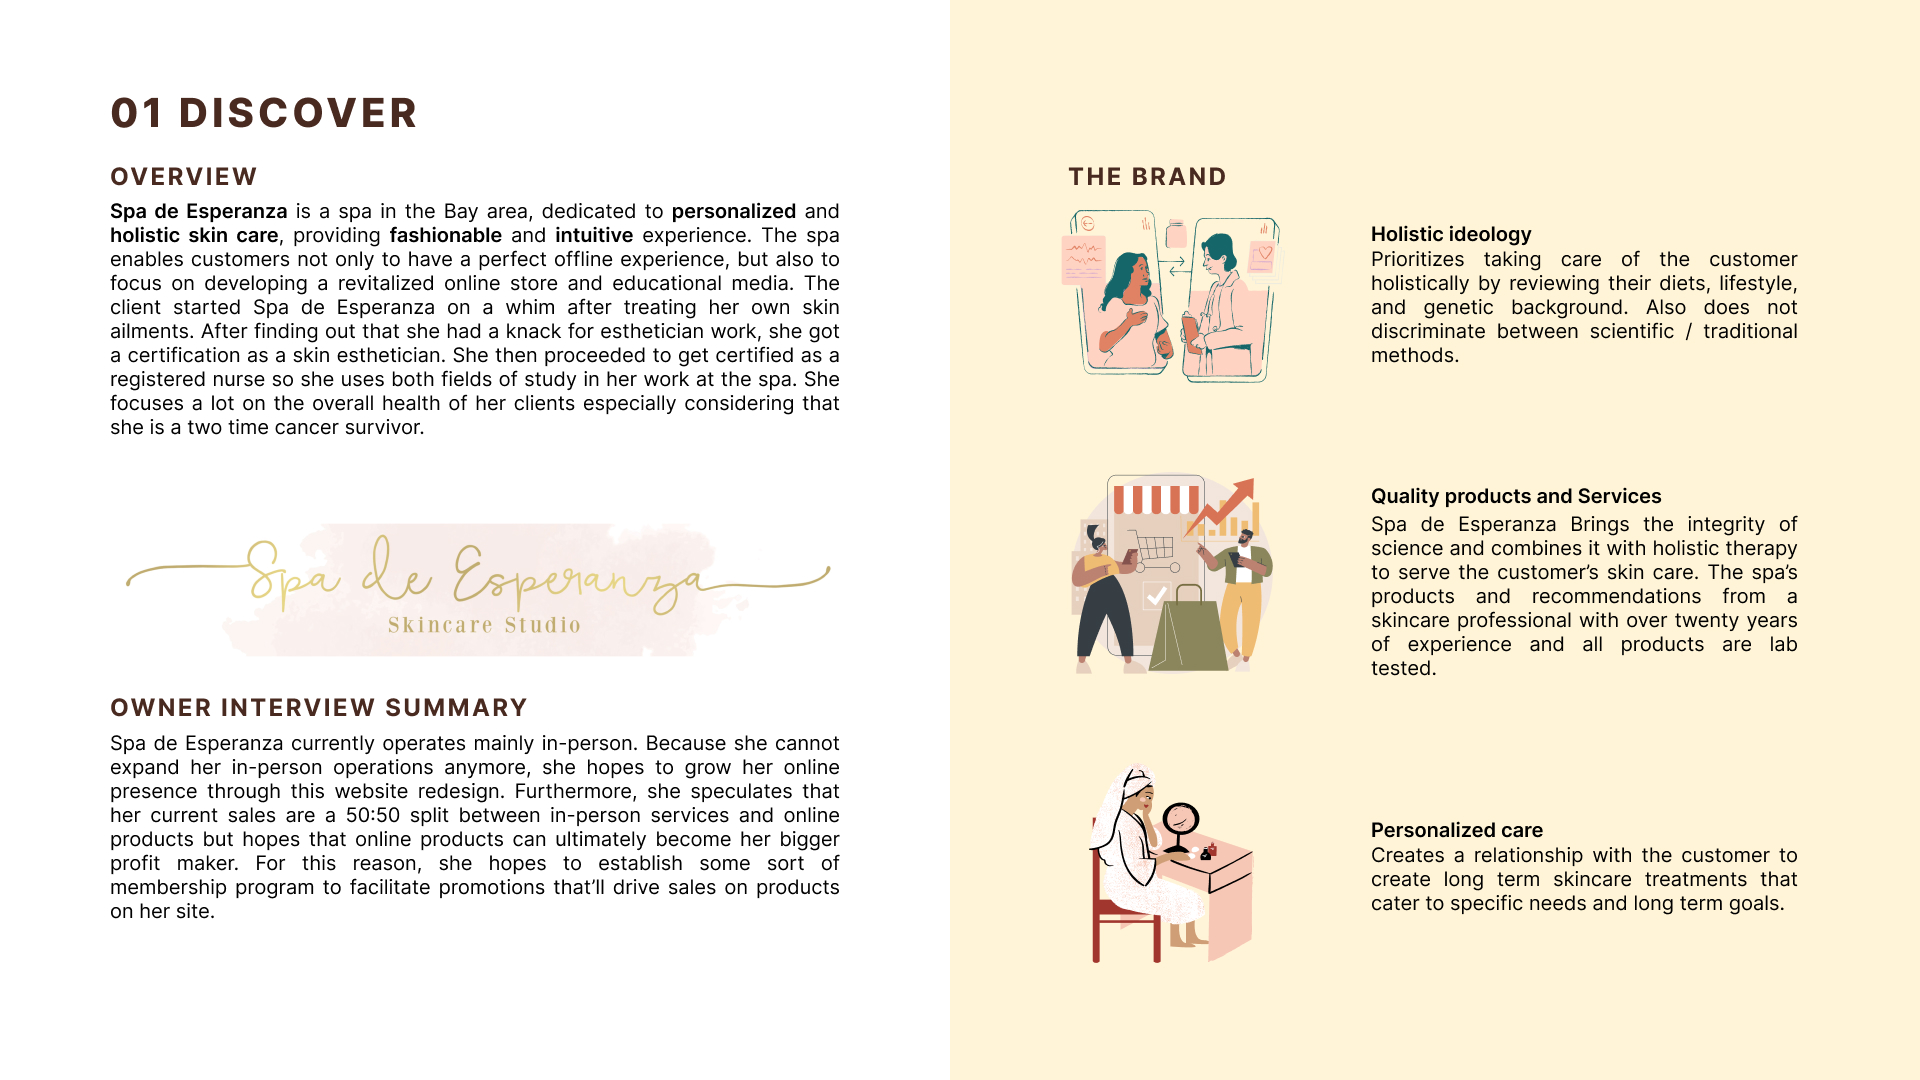 01 DISCOVER
OVERVIEW
Spa de Esperanza is a spa in the Bay area, dedicated to personalized and
holistic skin care, providing fashionable and intuitive experience. The spa
enables customers not only to have a perfect offline experience, but also to
focus on developing a revitalized online store and educational media. The
client started Spa de Esperanza on a whim after treating her own skin
ailments. After finding out that she had a knack for esthetician work, she got
a certification as a skin esthetician. She then proceeded to get certified as a
registered nurse so she uses both fields of study in her work at the spa. She
focuses a lot on the overall health of her clients especially considering that
she is a two time cancer survivor.
Spa de Esperanza
Skincare Studio
OWNER INTERVIEW SUMMARY
Spa de Esperanza currently operates mainly in-person. Because she cannot
expand her in-person operations anymore, she hopes to grow her online
presence through this website redesign. Furthermore, she speculates that
her current sales are a 50:50 split between in-person services and online
products but hopes that online products can ultimately become her bigger
profit maker. For this reason, she hopes to establish some sort of
membership program to facilitate promotions that’ll drive sales on products
on her site.
THE BRAND
Holistic ideology
Prioritizes taking care of the customer
holistically by reviewing their diets, lifestyle,
and genetic background. Also does not
discriminate between scientific / traditional
methods.
Quality products and Services
Spa de Esperanza Brings the integrity of
science and combines it with holistic therapy
to serve the customer’s skin care. The spa’s
products and recommendations from a
skincare professional with over twenty years
of experience and all products are lab
tested.
Personalized care
Creates a relationship with the customer to
create long term skincare treatments that
cater to specific needs and long term goals.